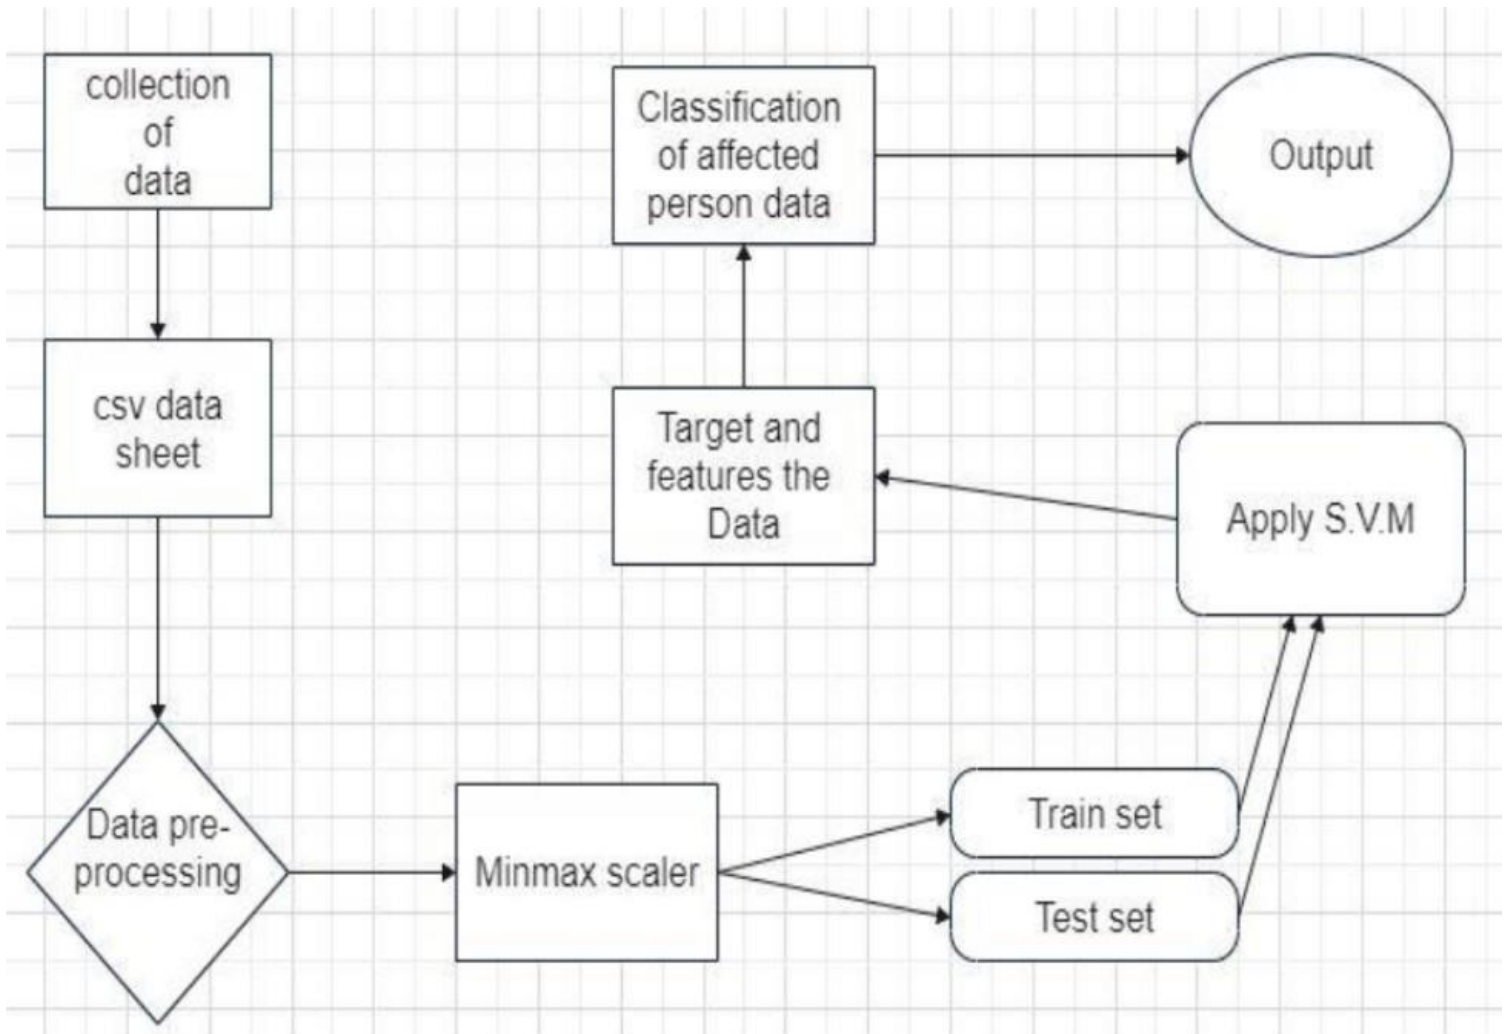 collection
of
data
csv data
sheet
Data pre-
processing
Minmax scaler
Train set
Test set
Apply S.V.M
Target and
features the
Data
Classification
of affected
person data
Output